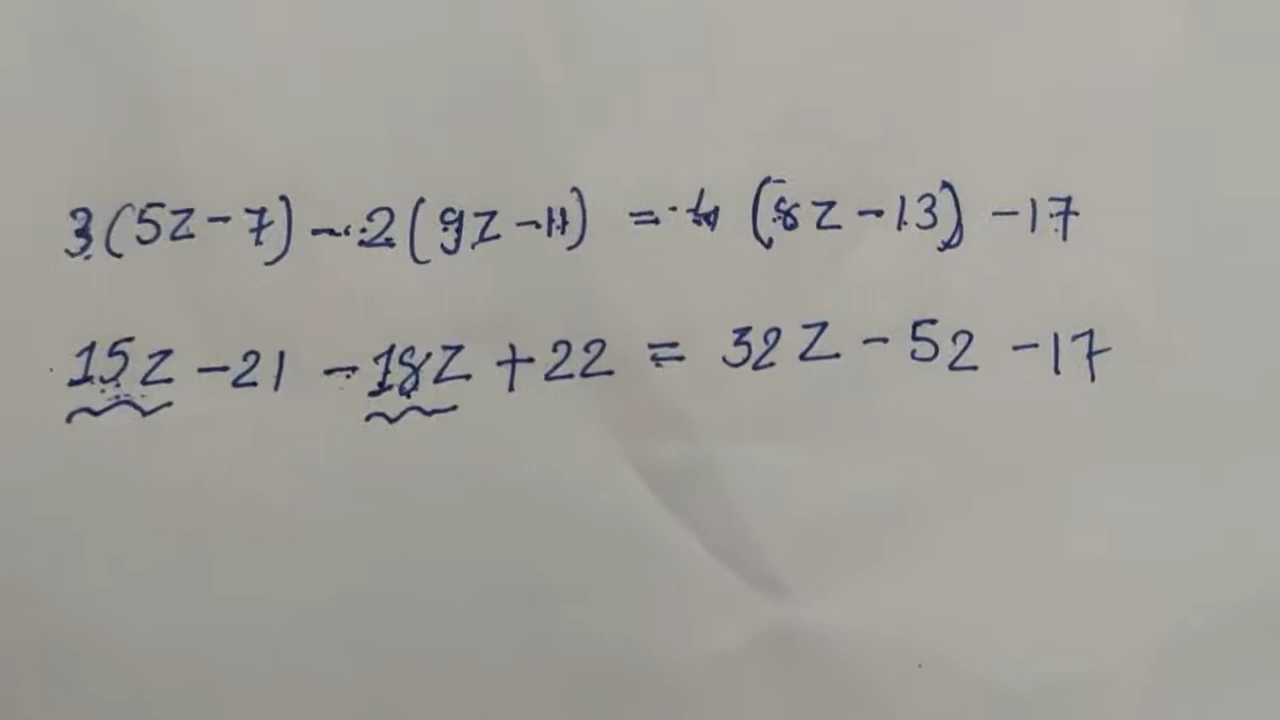 3(5z-7)-2(9z-11) = 4(8z-13)-17
15z-21-18z+22 = 32z-52-17